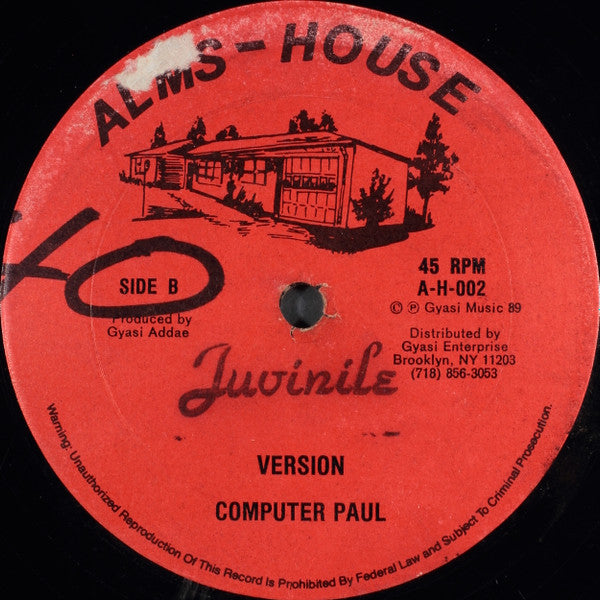 ALMS-HOUSE
SIDE B
Produced by
Gyasi Addae
45 RPM
A-H-002
© ℗ Gyasi Music 89
Distributed by
Gyasi Enterprise
Brooklyn, NY 11203
(718) 856-3053
Juvinile
VERSION
COMPUTER PAUL
Warning: Unauthorized Reproduction Of This Record Is Prohibited By Federal Law and Subject To Criminal Prosecution.